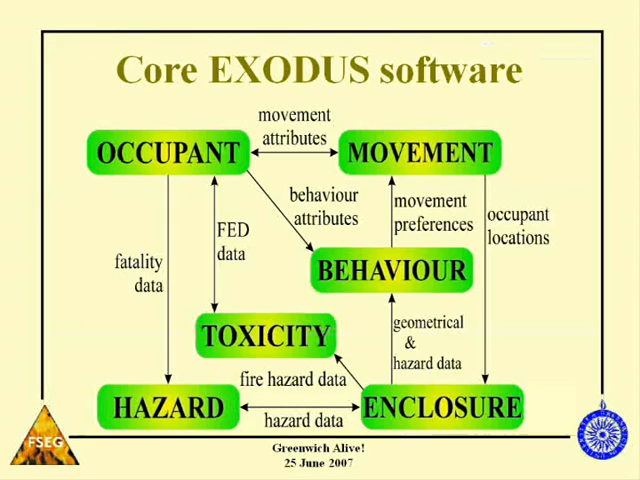 Core EXODUS software
movement
attributes
OCCUPANT
MOVEMENT
behaviour
attributes
movement
preferences
occupant
locations
FED
data
fatality
data
BEHAVIOUR
TOXICITY
geometrical
&
hazard data
fire hazard data
HAZARD
hazard data
ENCLOSURE
FSEG
Greenwich Alive!
25 June 2007